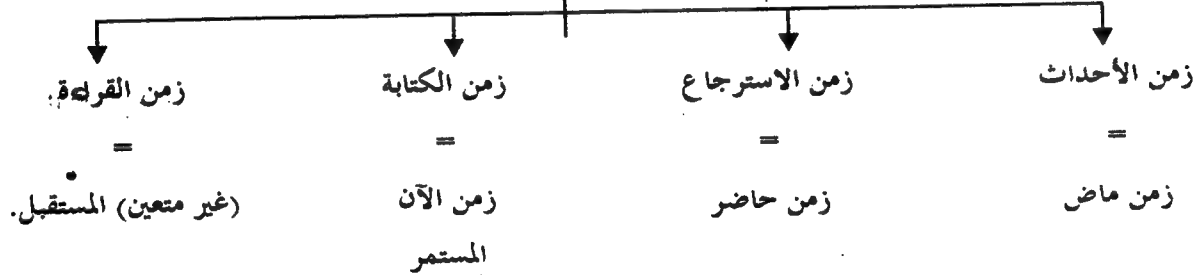 زمن الأحداث زمن الاسترجاع زمن الكتابة زمن القراءة.
= = = =
زمن ماض زمن حاضر زمن الآن (غير متعين) المستقبل.
المستمر